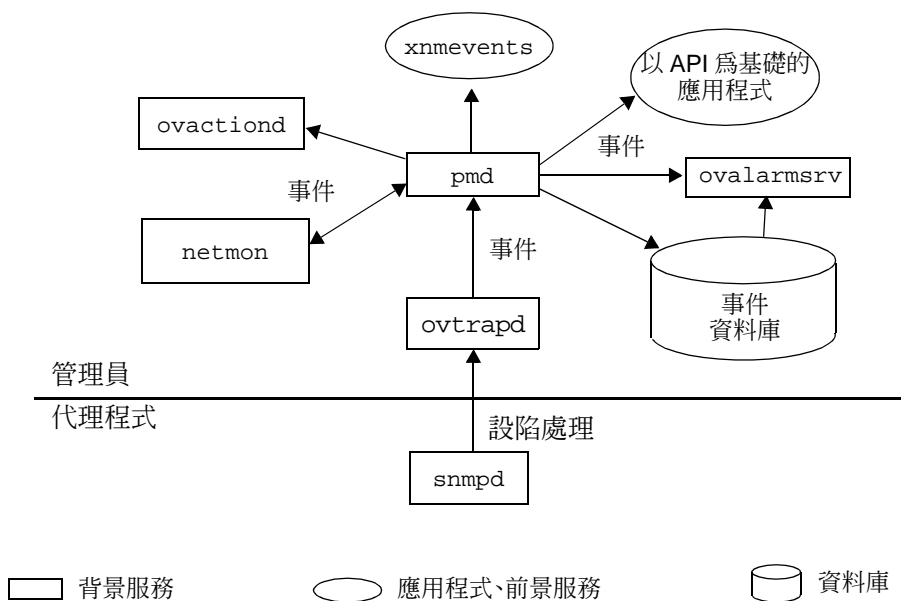 xnmevents
以 API 爲基礎的
應用程式
ovactiond
事件
pmd
ovalarmsrv
事件
netmon
事件
事件
資料庫
ovtrapd
管理員
代理程式
設陷處理
snmpd
背景服務
應用程式、前景服務
資料庫